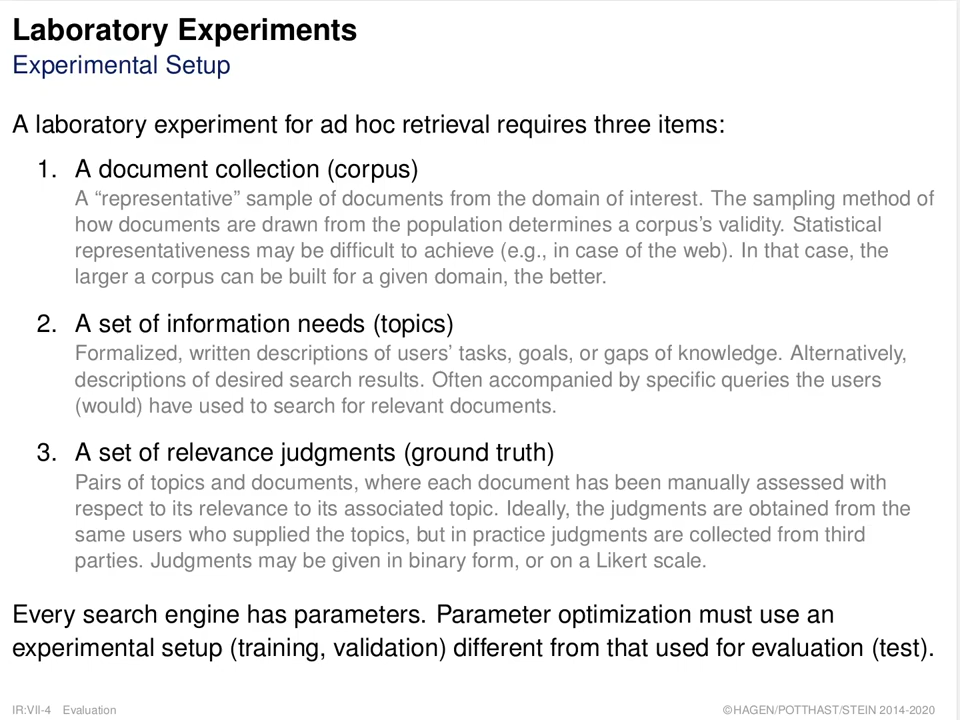 Laboratory Experiments
Experimental Setup
A laboratory experiment for ad hoc retrieval requires three items:
1. A document collection (corpus)
A “representative” sample of documents from the domain of interest. The sampling method of
how documents are drawn from the population determines a corpus’s validity. Statistical
representativeness may be difficult to achieve (e.g., in case of the web). In that case, the
larger a corpus can be built for a given domain, the better.
2. A set of information needs (topics)
Formalized, written descriptions of users’ tasks, goals, or gaps of knowledge. Alternatively,
descriptions of desired search results. Often accompanied by specific queries the users
(would) have used to search for relevant documents.
3. A set of relevance judgments (ground truth)
Pairs of topics and documents, where each document has been manually assessed with
respect to its relevance to its associated topic. Ideally, the judgments are obtained from the
same users who supplied the topics, but in practice judgments are collected from third
parties. Judgments may be given in binary form, or on a Likert scale.
Every search engine has parameters. Parameter optimization must use an
experimental setup (training, validation) different from that used for evaluation (test).
IR:VII-4 Evaluation
©HAGEN/POTTHAST/STEIN 2014-2020